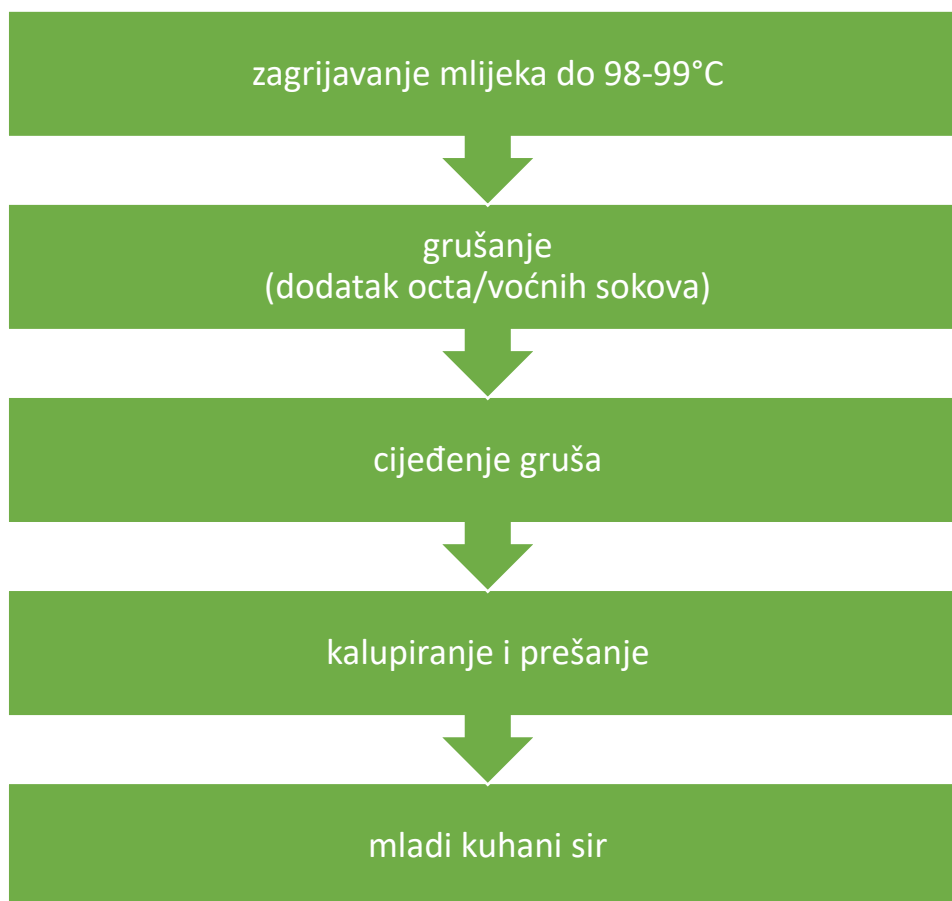 zagrijavanje mlijeka do 98-99°C
grušanje
(dodatak octa/voćnih sokova)
cijeđenje gruša
kalupiranje i prešanje
mladi kuhani sir